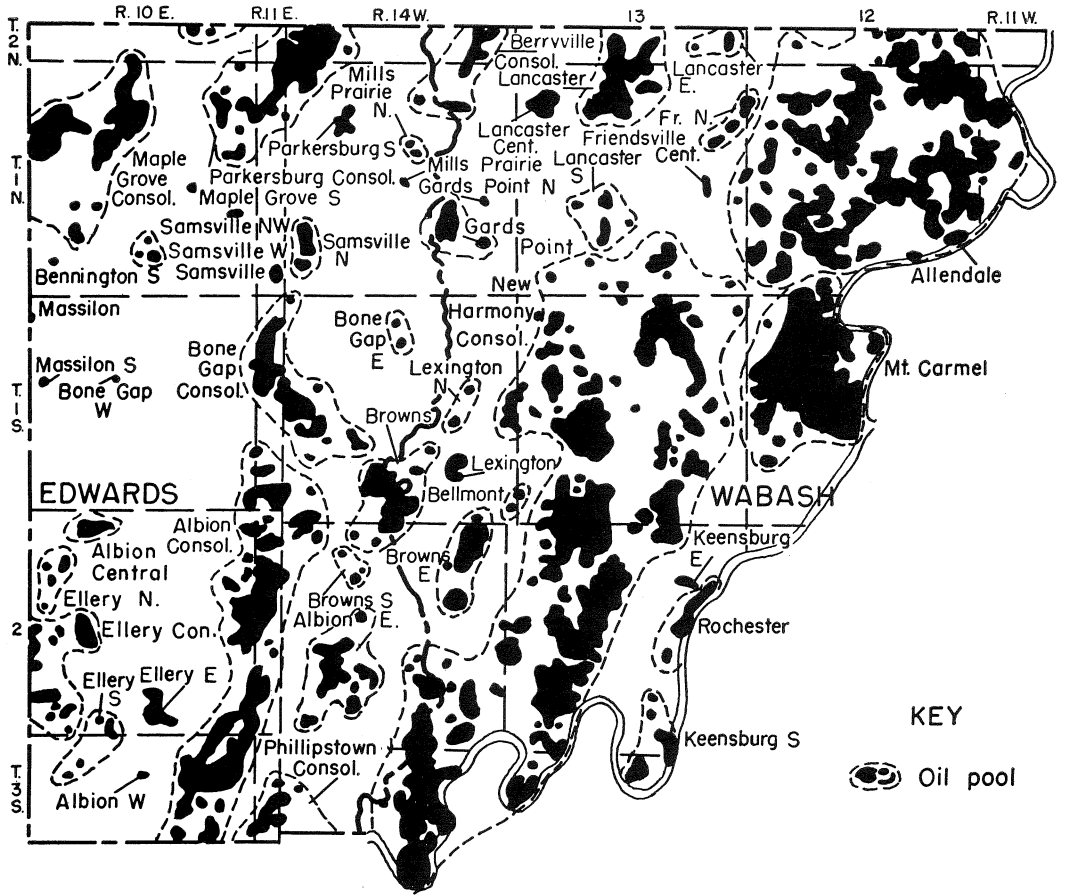 R. 10 E.
R.11 E.
R.14 W.
13
12
R.11 W.
T.
2
N.
T.
1
N.
T.
1
S.
2
T.
3
S.
Berryville
Consol.
Lancaster
Lancaster
E.
Mills
Prairie
N.
Fr. N.
Lancaster
Cent.
Friendsville
Cent.
Parkersburg S
Maple
Grove
Consol.
Parkersburg Consol.
Mills Prairie
Lancaster
S
Maple Grove S
Gards Point N
Samsville NW
Samsville W
Samsville
Samsville
N
Gards
Point
Bennington S
Allendale
New
Harmony
Consol.
Massilon
Bone
Gap
E
Bone
Gap
Consol.
Massilon S
Bone Gap
W
Lexington
N
Mt. Carmel
Browns
Lexington
Bellmont
EDWARDS
WABASH
Albion
Consol.
Albion
Central
Browns
E
Keensburg
E
Ellery N.
Browns S
Albion E.
Ellery Con.
Rochester
Ellery
S
Ellery E
Keensburg S
Phillipstown
Consol.
Albion W
KEY
Oil pool